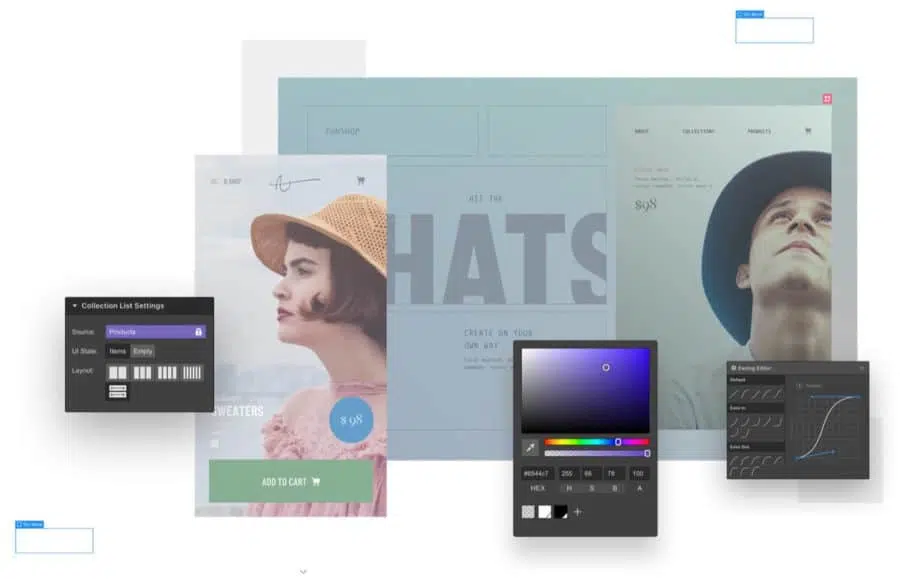 FUNSHOP
ABOUT
COLLECTIONS
PRODUCTS
HIT THE
$98
HATS
Collection List Settings
Source:
Products
UI State:
Items
Empty
CREATE ON YOUR
OWN WAY
Layout:
Easing Editor
Default
SWEATERS
$ 98
Ease In
Ease Out
ADD TO CART
255
66
78
100
HEX
H
S
B
A